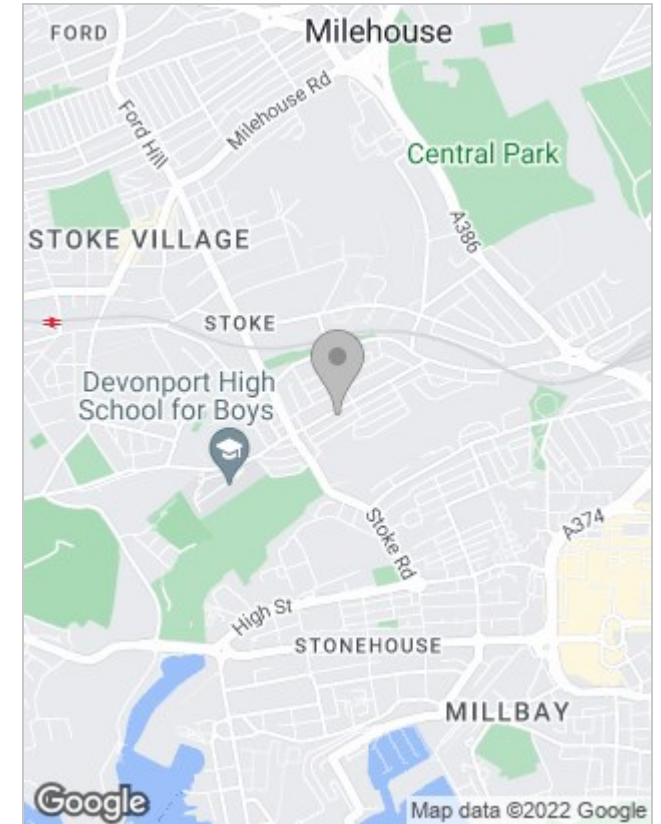 FORD
Milehouse
Milehouse Rd
Ford Hill
Central Park
STOKE VILLAGE
A386
STOKE
Devonport High
School for Boys
Stoke Rd
A374
High St
STONEHOUSE
MILLBAY
Google
Map data ©2022 Google